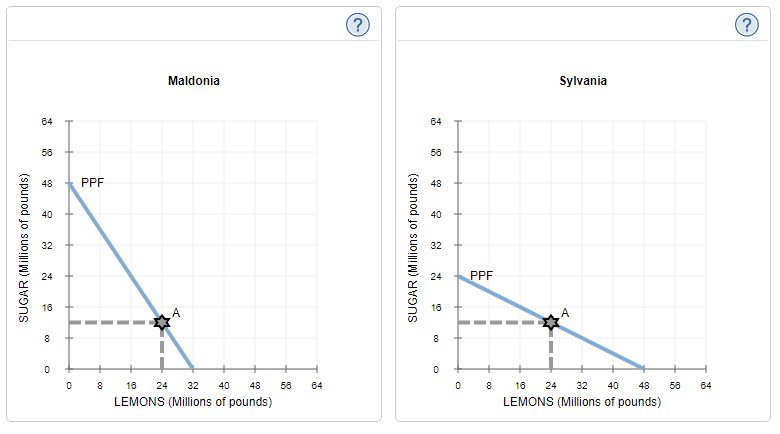 ?
Maldonia
64
56
48
40
32
24
16
8
0
SUGAR (Millions of pounds)
PPF
A
0 8 16 24 32 40 48 56 64
LEMONS (Millions of pounds)
?
Sylvania
64
56
48
40
32
24
16
8
0
SUGAR (Millions of pounds)
PPF
A
0 8 16 24 32 40 48 56 64
LEMONS (Millions of pounds)